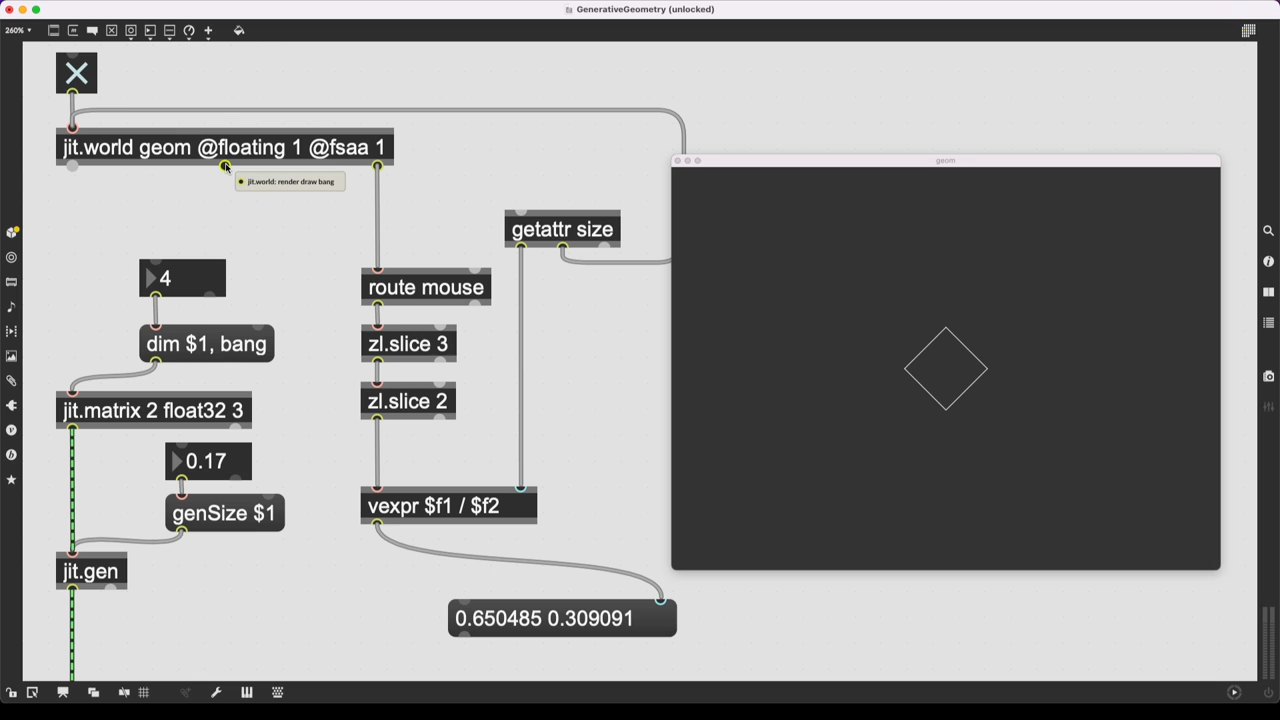 GenerativeGeometry (unlocked)
260%
jit.world geom @floating 1 @fsaa 1
jit.world: render draw bang
geom
getattr size
4
route mouse
dim $1, bang
zl.slice 3
zl.slice 2
jit.matrix 2 float32 3
0.17
genSize $1
vexpr $f1 / $f2
jit.gen
0.650485 0.309091